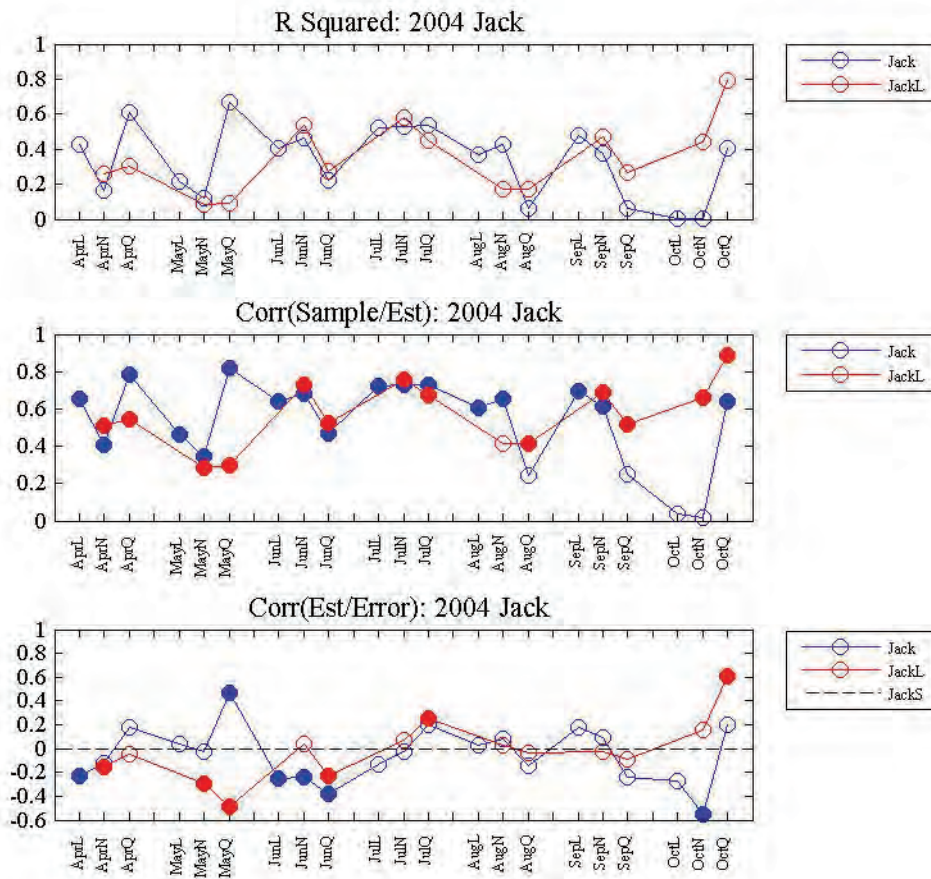 R Squared: 2004 Jack
1
0.8
0.6
0.4
0.2
0
AprL AprN AprQ MayL MayN MayQ JunL JunN JunQ JulL JulN JulQ AugL AugN AugQ SepL SepN SepQ OctL OctN OctQ
Jack
JackL
Corr(Sample/Est): 2004 Jack
1
0.8
0.6
0.4
0.2
0
AprL AprN AprQ MayL MayN MayQ JunL JunN JunQ JulL JulN JulQ AugL AugN AugQ SepL SepN SepQ OctL OctN OctQ
Jack
JackL
Corr(Est/Error): 2004 Jack
1
0.8
0.6
0.4
0.2
0
-0.2
-0.4
-0.6
AprL AprN AprQ MayL MayN MayQ JunL JunN JunQ JulL JulN JulQ AugL AugN AugQ SepL SepN SepQ OctL OctN OctQ
Jack
JackL
JackS